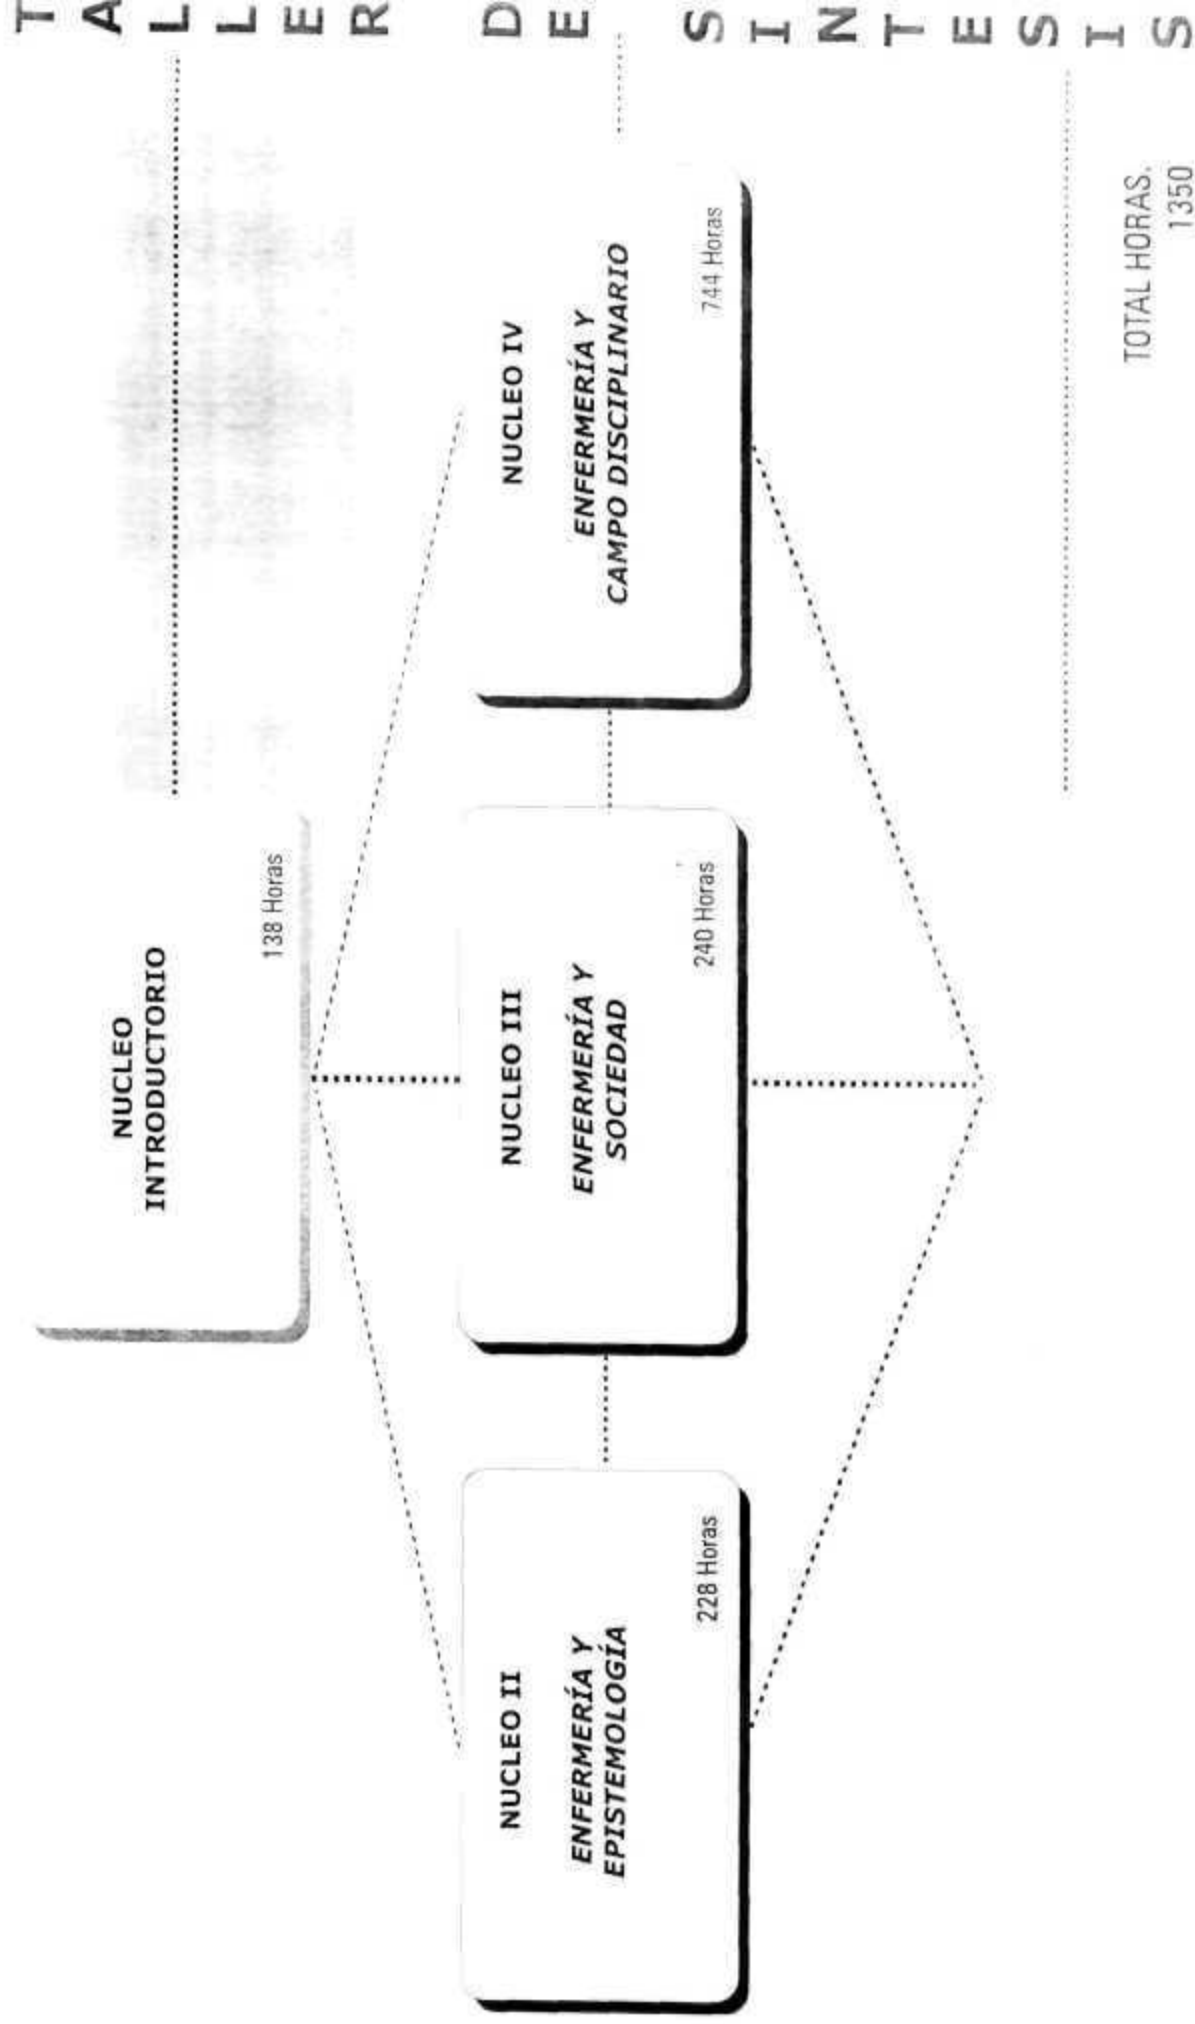 NUCLEO
INTRODUCTORIO
138 Horas
NUCLEO II
ENFERMERÍA Y
EPISTEMOLOGÍA
228 Horas
NUCLEO III
ENFERMERÍA Y
SOCIEDAD
240 Horas
NUCLEO IV
ENFERMERÍA Y
CAMPO DISCIPLINARIO
744 Horas
TALLER DE SINTESIS
TOTAL HORAS.
1350